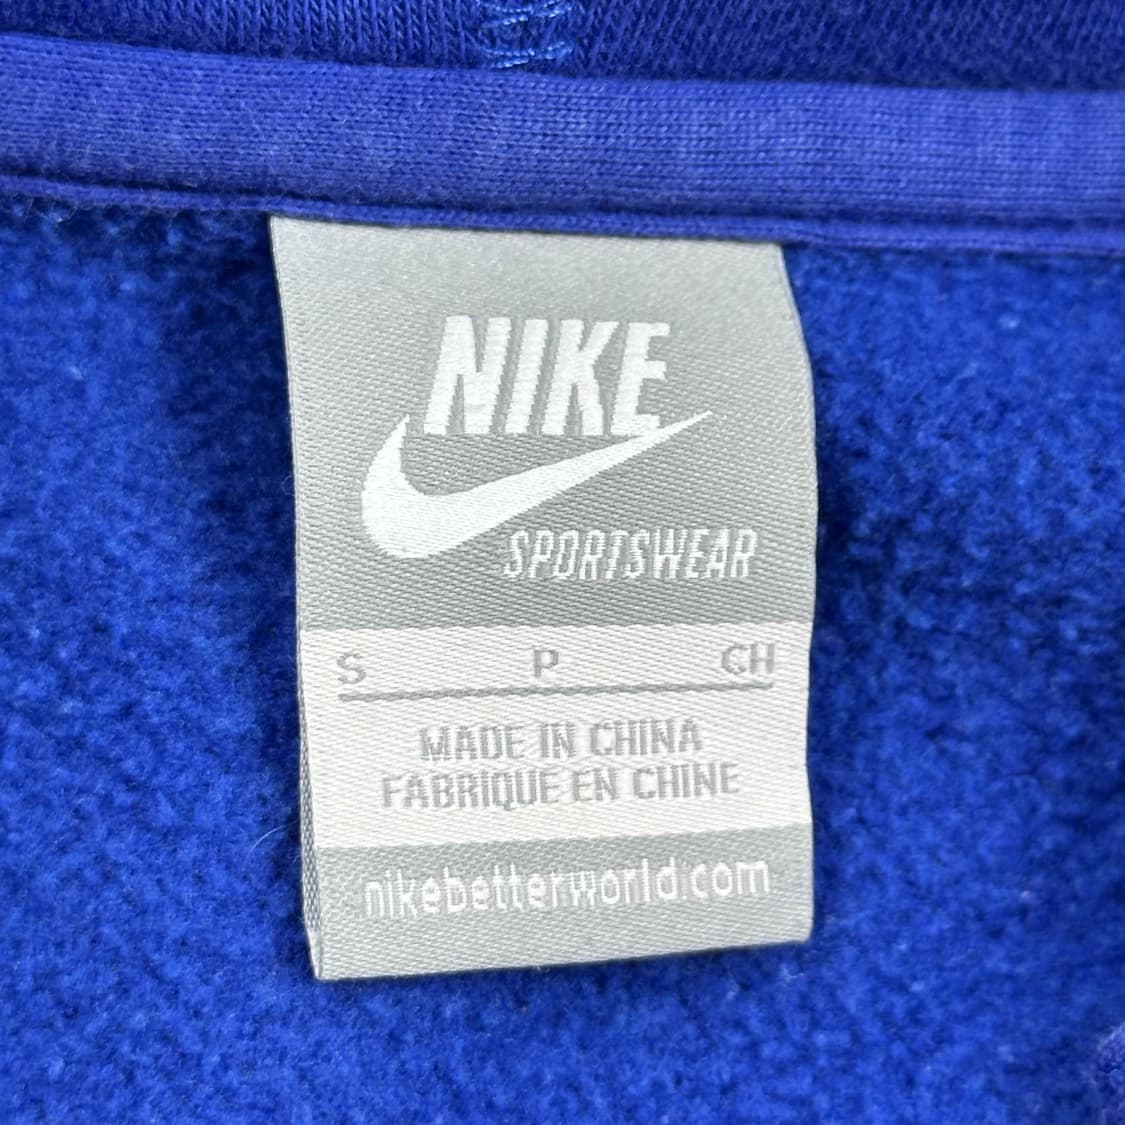 NIKE
SPORTSWEAR
S P CH
MADE IN CHINA
FABRIQUE EN CHINE
nikebetterworld.com